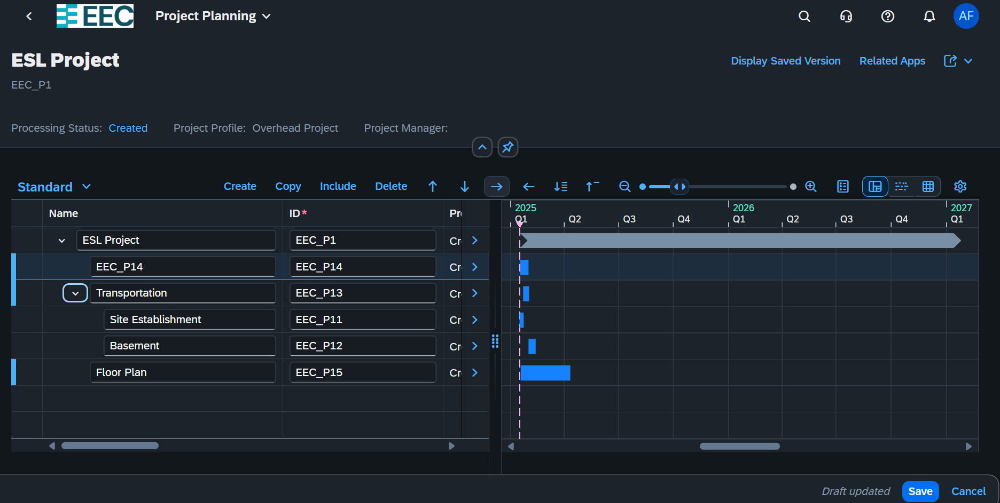 EEC Project Planning AF
ESL Project
Display Saved Version Related Apps
EEC_P1
Processing Status: Created Project Profile: Overhead Project Project Manager:
Standard Create Copy Include Delete
Name ID* Pr
2025 2026 2027
Q1 Q2 Q3 Q4 Q1 Q2 Q3 Q4 Q1
ESL Project EEC_P1 Cr
EEC_P14 EEC_P14 Cr
Transportation EEC_P13 Cr
Site Establishment EEC_P11 Cr
Basement EEC_P12 Cr
Floor Plan EEC_P15 Cr
Draft updated Save Cancel